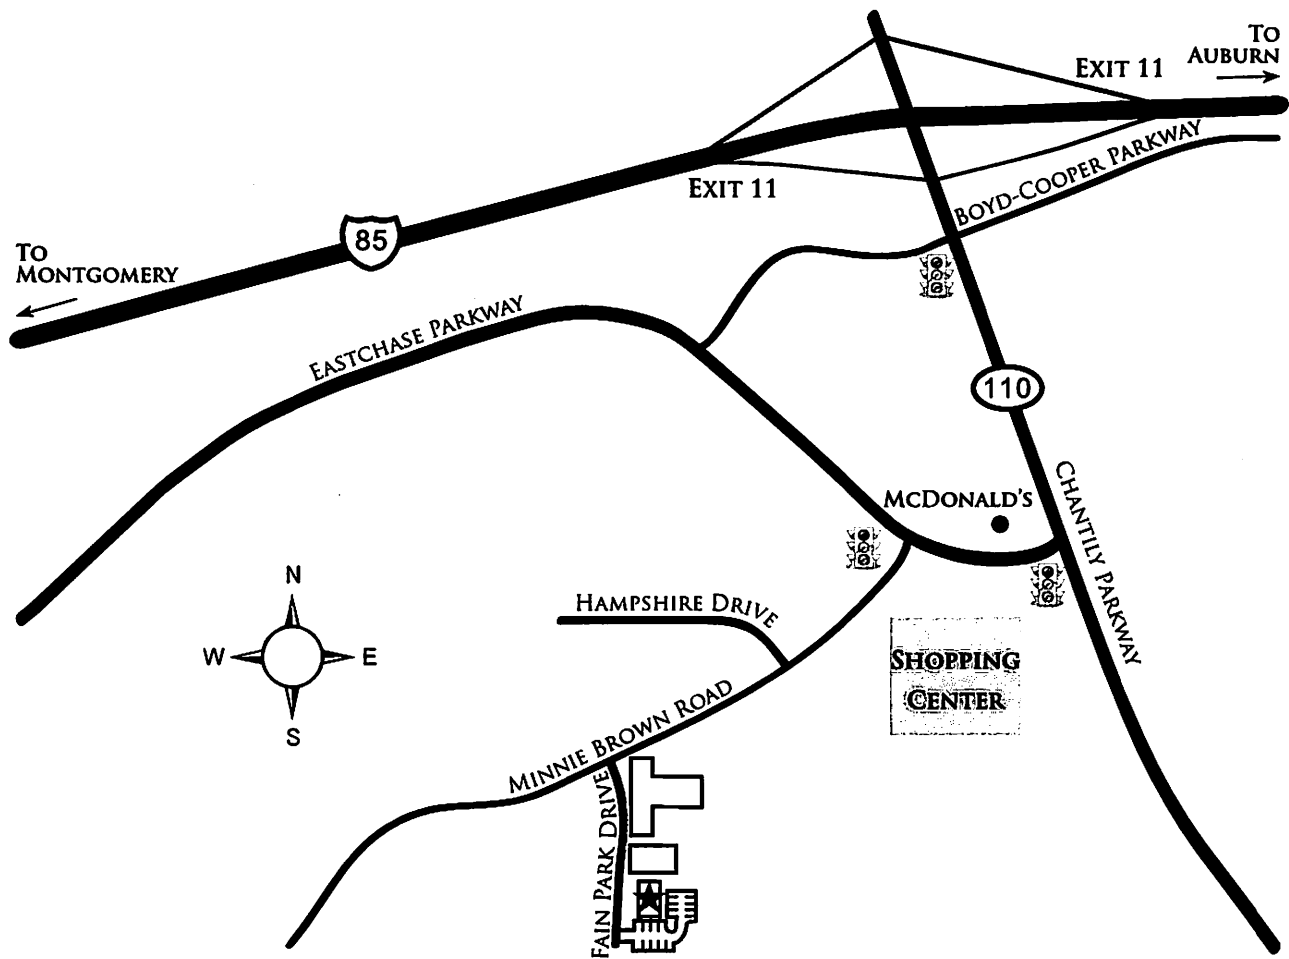 TO
AUBURN
EXIT 11
BOYD-COOPER PARKWAY
EXIT 11
85
TO
MONTGOMERY
EASTCHASE PARKWAY
110
MCDONALD'S
CHANTILY PARKWAY
N
W
E
S
HAMPSHIRE DRIVE
SHOPPING
CENTER
MINNIE BROWN ROAD
FAIN PARK DRIVE